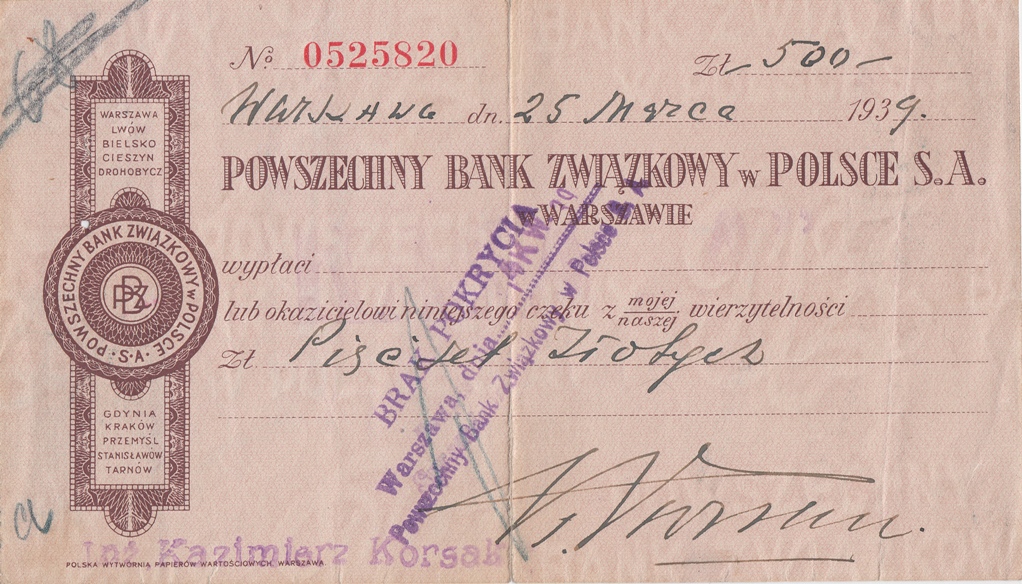 № 0525820 Zł 500-
Warszawa dn. 25 Marca 1939.
WARSZAWA
LWÓW
BIELSKO
CIESZYN
DROHOBYCZ
POWSZECHNY BANK ZWIĄZKOWY w POLSCE S.A.
w WARSZAWIE
POWSZECHNY BANK ZWIĄZKOWY w POLSCE · S·A ·
PBZ
wypłaci
lub okazicielowi niniejszego czeku z mojej/naszej wierzytelności
Zł Pięćset Złotych
BRAK POKRYCIA
Warszawa, dnia
Powszechny Bank Związkowy w Polsce S.A.
GDYNIA
KRAKÓW
PRZEMYŚL
STANISŁAWÓW
TARNÓW
a
Inż Kazimierz Korsak
POLSKA WYTWÓRNIA PAPIERÓW WARTOŚCIOWYCH, WARSZAWA.